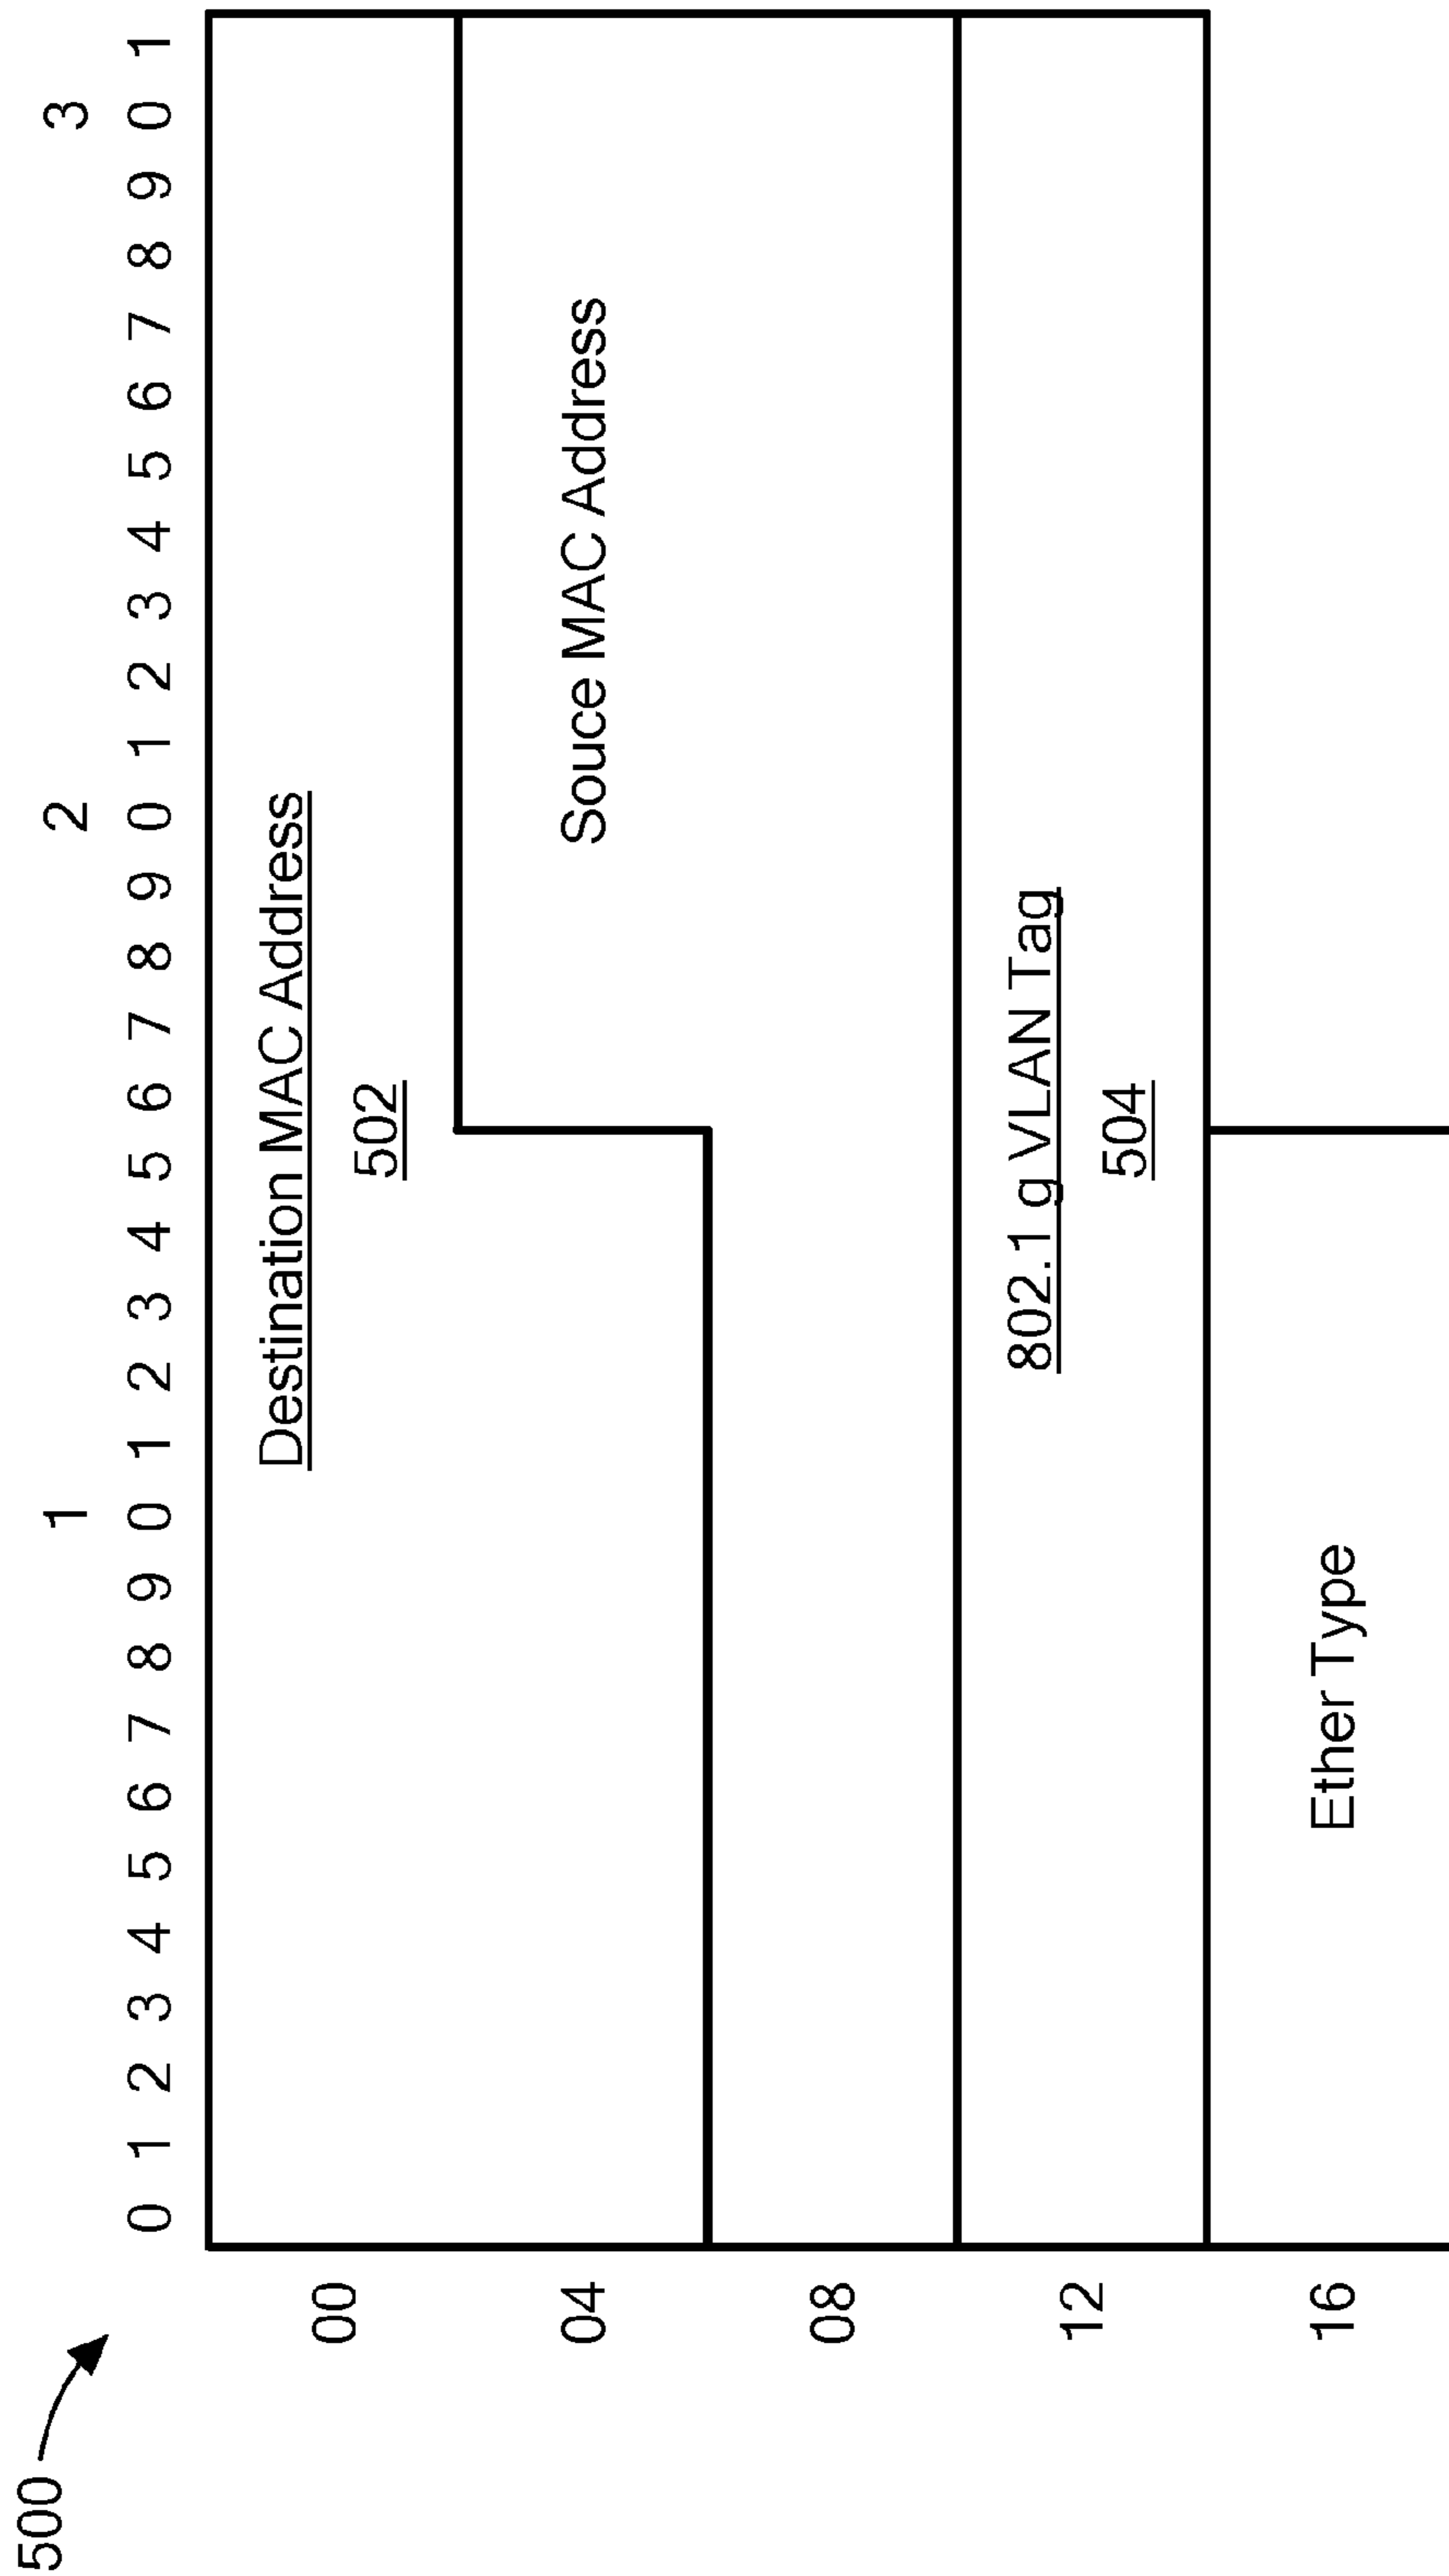 500
1 2 3
0 1 2 3 4 5 6 7 8 9 0 1 2 3 4 5 6 7 8 9 0 1 2 3 4 5 6 7 8 9 0 1
00
Destination MAC Address
502
04
Souce MAC Address
08
12
802.1 g VLAN Tag
504
16
Ether Type